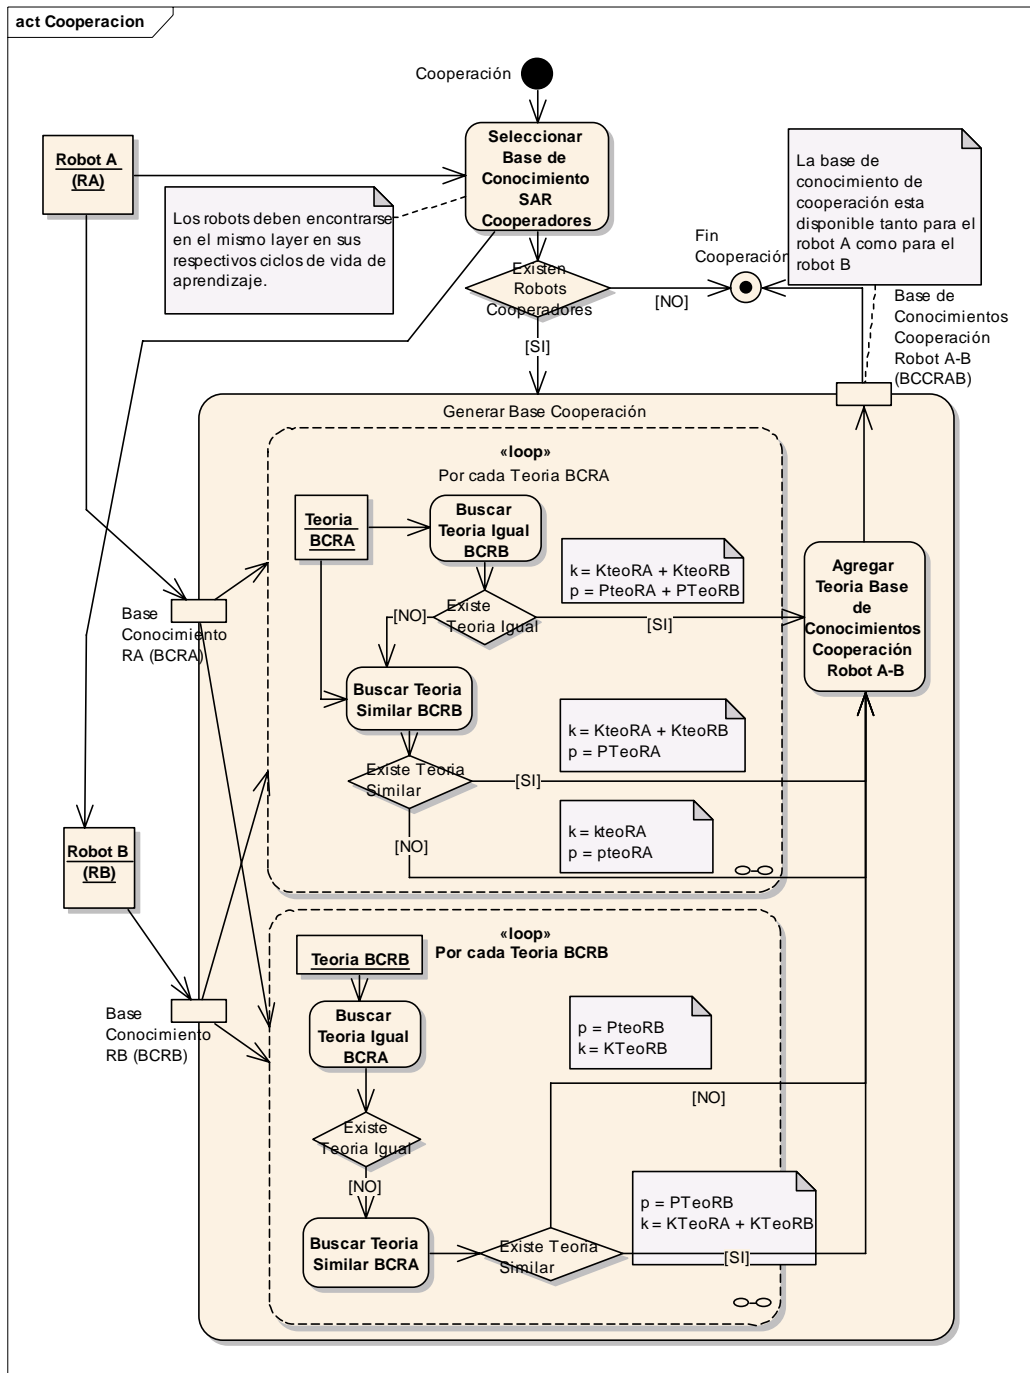 act Cooperacion
Cooperación
Seleccionar
Base de
Conocimiento
SAR
Cooperadores
Robot A
(RA)
Los robots deben encontrarse
en el mismo layer en sus
respectivos ciclos de vida de
aprendizaje.
La base de
conocimiento de
cooperación esta
disponible tanto para el
robot A como para el
robot B
Fin
Cooperación
Existen
Robots
Cooperadores
[NO]
[SI]
Base de
Conocimientos
Cooperación
Robot A-B
(BCCRAB)
Generar Base Cooperación
«loop»
Por cada Teoria BCRA
Teoria
BCRA
Buscar
Teoria Igual
BCRB
k = KteoRA + KteoRB
p = PteoRA + PTeoRB
Existe
Teoria Igual
[NO]
[SI]
Agregar
Teoria Base
de
Conocimientos
Cooperación
Robot A-B
Base
Conocimiento
RA (BCRA)
Buscar Teoria
Similar BCRB
k = KteoRA + KteoRB
p = PTeoRA
Existe Teoria
Similar
[SI]
[NO]
k = kteoRA
p = pteoRA
Robot B
(RB)
«loop»
Por cada Teoria BCRB
Teoria BCRB
Buscar
Teoria Igual
BCRA
p = PteoRB
k = KTeoRB
Base
Conocimiento
RB (BCRB)
[NO]
Existe
Teoria Igual
[NO]
p = PTeoRB
k = KTeoRA + KTeoRB
Buscar Teoria
Similar BCRA
Existe Teoria
Similar
[SI]